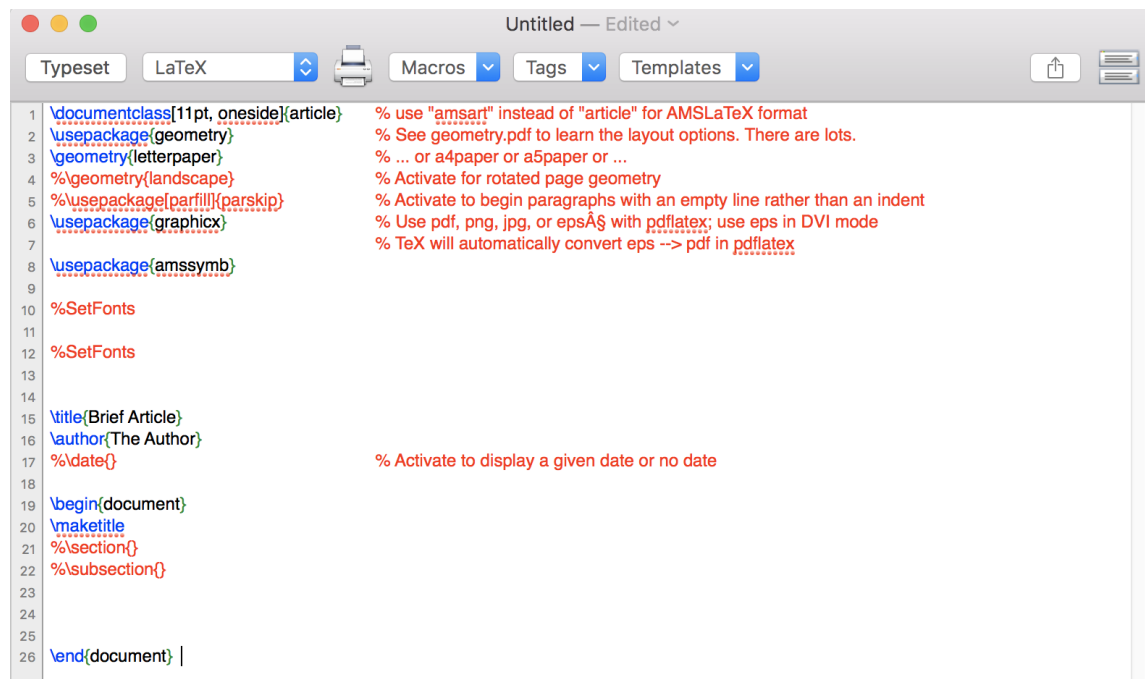 Untitled — Edited
Typeset LaTeX Macros Tags Templates
1 \documentclass[11pt, oneside]{article} % use "amsart" instead of "article" for AMSLaTeX format
2 \usepackage{geometry} % See geometry.pdf to learn the layout options. There are lots.
3 \geometry{letterpaper} % ... or a4paper or a5paper or ...
4 %\geometry{landscape} % Activate for rotated page geometry
5 %\usepackage[parfill]{parskip} % Activate to begin paragraphs with an empty line rather than an indent
6 \usepackage{graphicx} % Use pdf, png, jpg, or epsÂ§ with pdflatex; use eps in DVI mode
7 % TeX will automatically convert eps --> pdf in pdflatex
8 \usepackage{amssymb}
9
10 %SetFonts
11
12 %SetFonts
13
14
15 \title{Brief Article}
16 \author{The Author}
17 %\date{} % Activate to display a given date or no date
18
19 \begin{document}
20 \maketitle
21 %\section{}
22 %\subsection{}
23
24
25
26 \end{document}